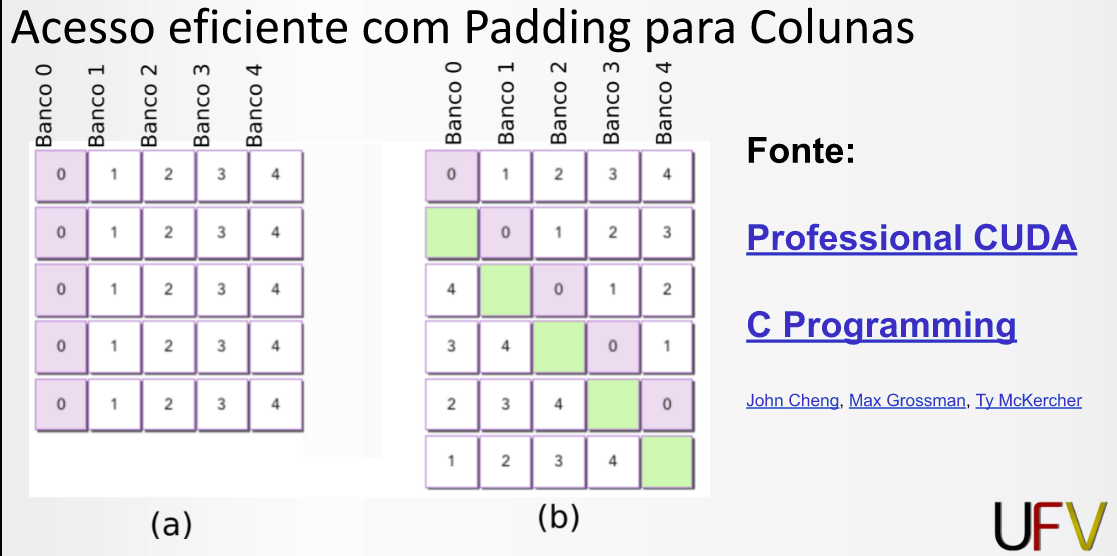 Acesso eficiente com Padding para Colunas
Banco 0 Banco 1 Banco 2 Banco 3 Banco 4
0 1 2 3 4
0 1 2 3 4
0 1 2 3 4
0 1 2 3 4
0 1 2 3 4
(a)
Banco 0 Banco 1 Banco 2 Banco 3 Banco 4
0 1 2 3 4
0 1 2 3
4 0 1 2
3 4 0 1
2 3 4 0
1 2 3 4
(b)
Fonte:
Professional CUDA
C Programming
John Cheng, Max Grossman, Ty McKercher
UFV